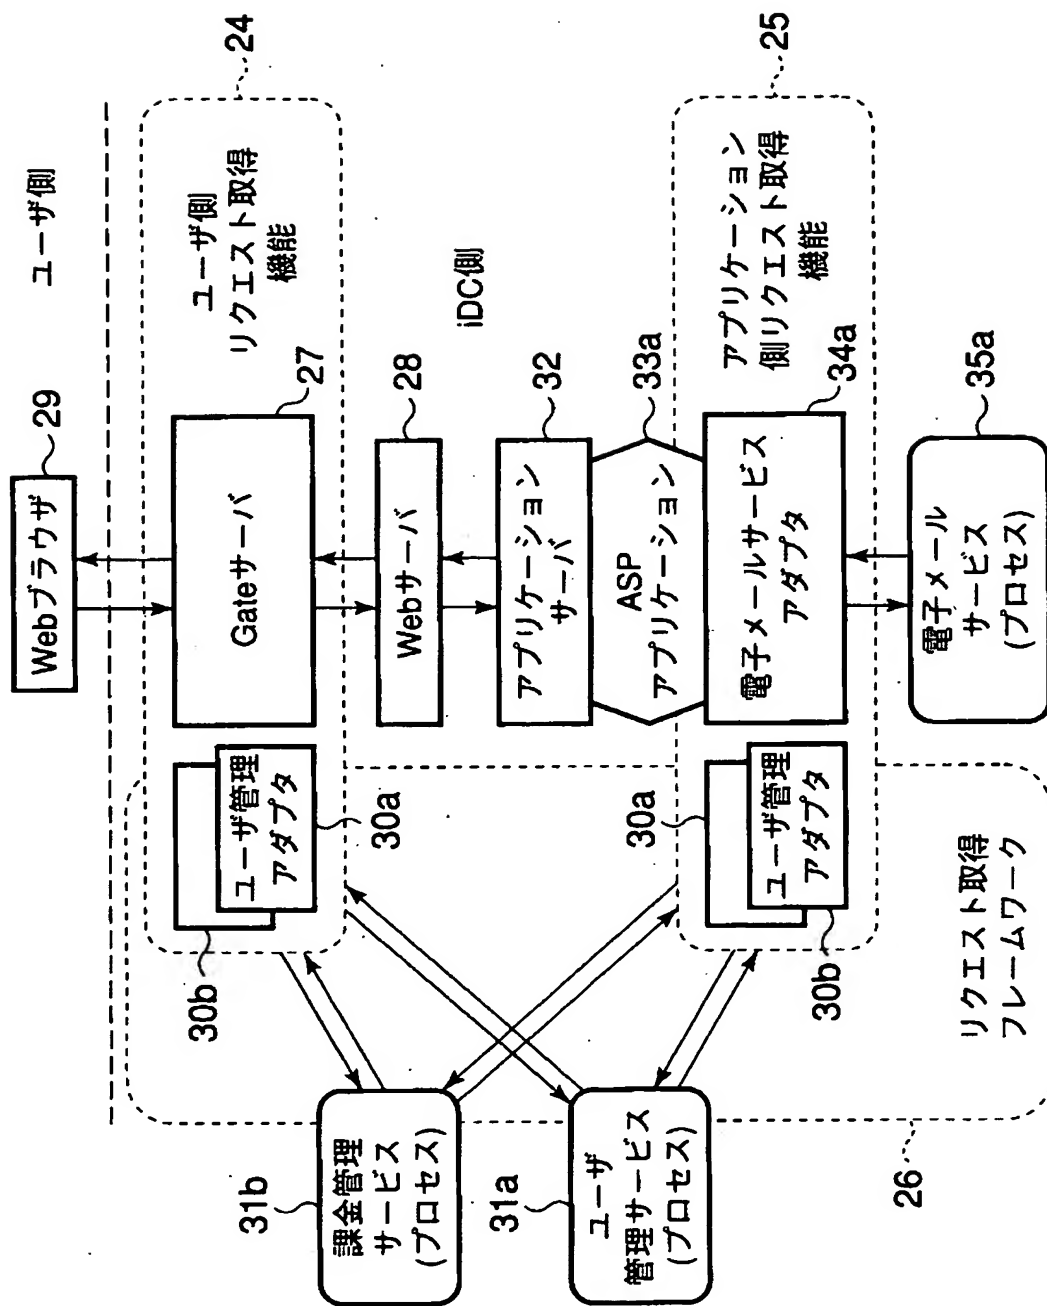 ユーザ側
29
Webブラウザ
24
ユーザ側
リクエスト取得
機能
27
Gateサーバ
ユーザ管理
アダプタ
30a
30b
iDC側
28
Webサーバ
32
アプリケーション
サーバ
33a
ASP
アプリケーション
25
アプリケーション
側リクエスト取得
機能
34a
電子メールサービス
アダプタ
30a
ユーザ管理
アダプタ
30b
35a
電子メール
サービス
(プロセス)
31b
課金管理
サービス
(プロセス)
31a
ユーザ
管理サービス
(プロセス)
リクエスト取得
フレームワーク
26